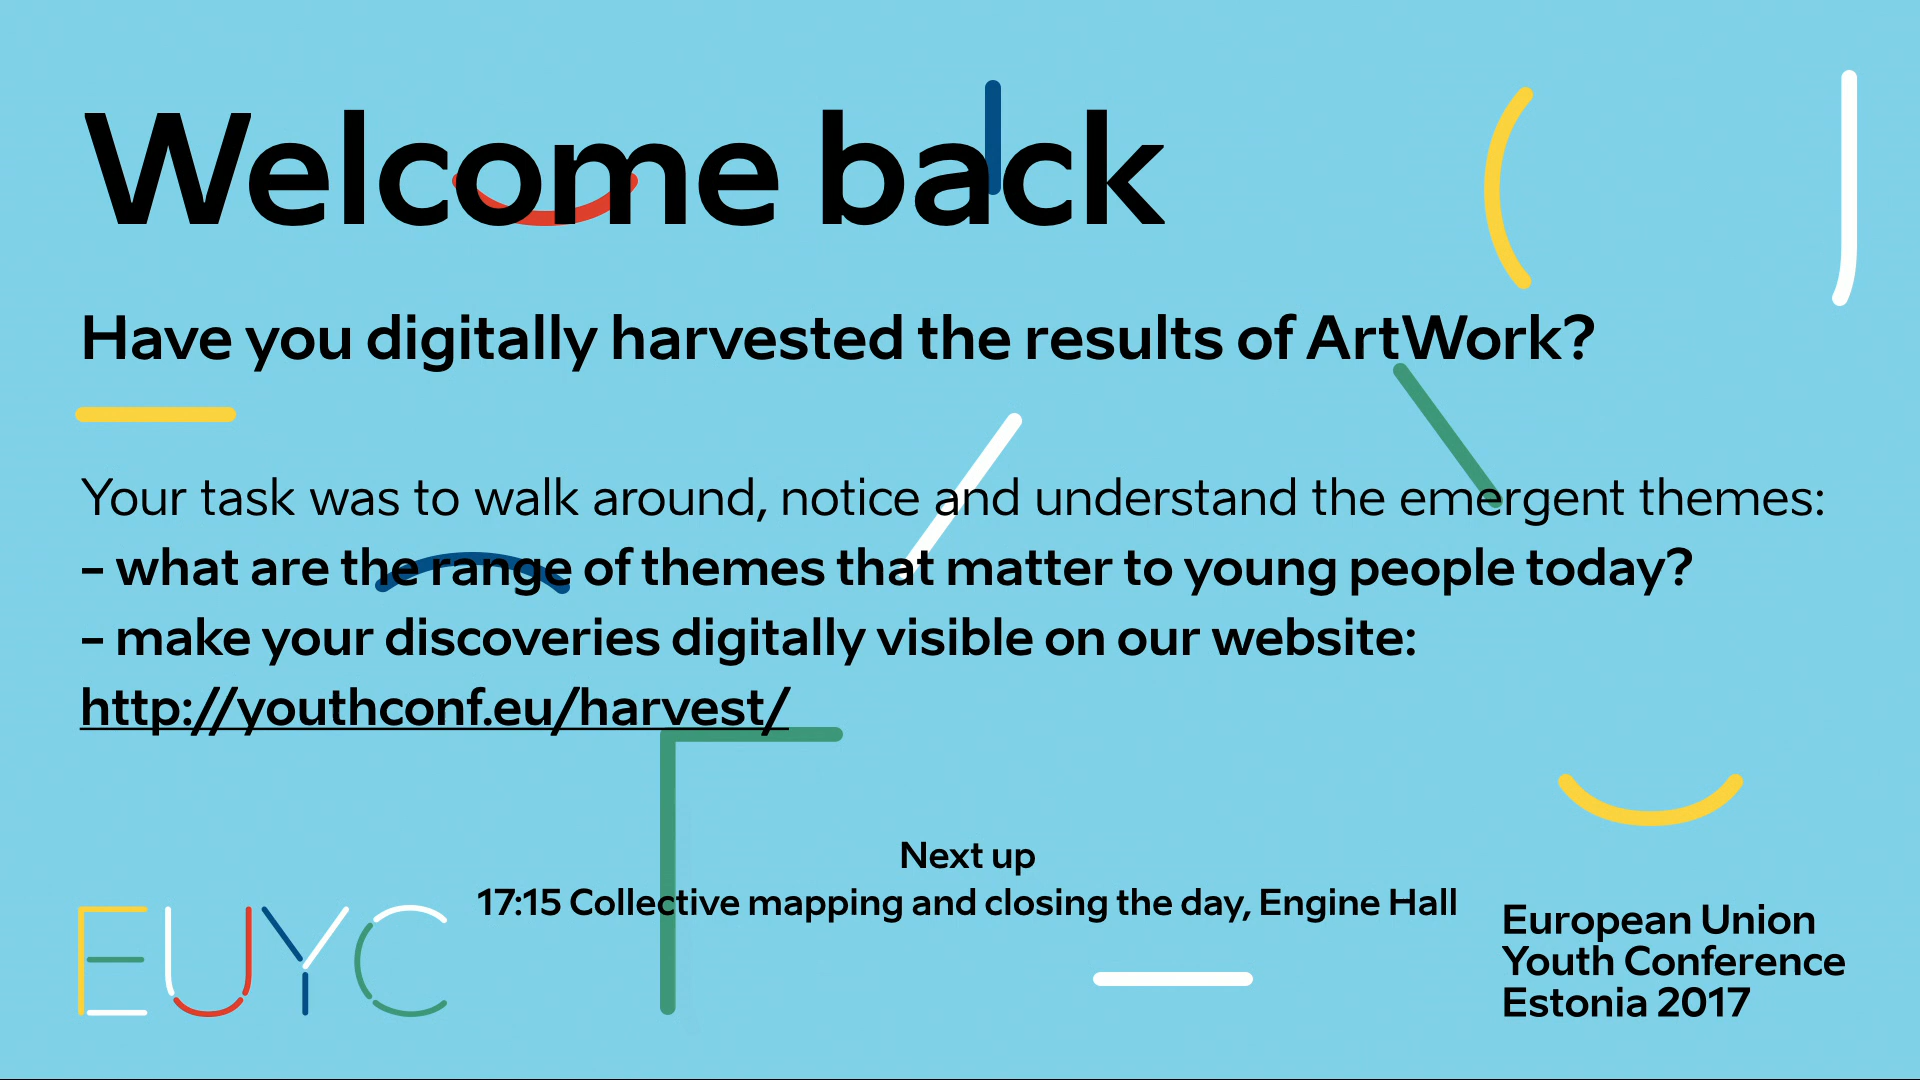 Welcome back
Have you digitally harvested the results of ArtWork?
Your task was to walk around, notice and understand the emergent themes:
– what are the range of themes that matter to young people today?
– make your discoveries digitally visible on our website:
http://youthconf.eu/harvest/
Next up
17:15 Collective mapping and closing the day, Engine Hall
EUYC
European Union
Youth Conference
Estonia 2017